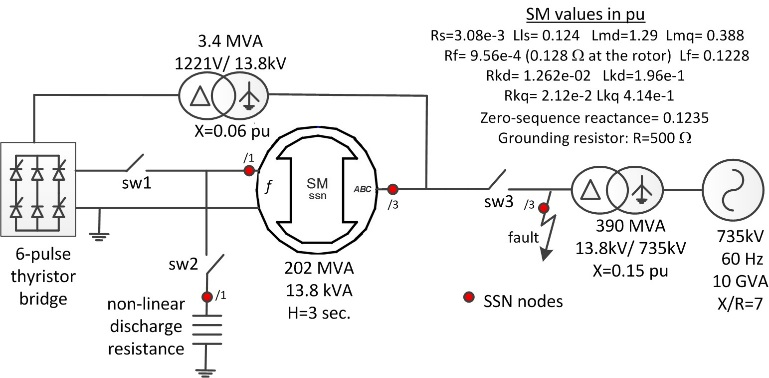 SM values in pu
Rs=3.08e-3 Lls= 0.124 Lmd=1.29 Lmq= 0.388
Rf= 9.56e-4 (0.128 Ω at the rotor) Lf= 0.1228
Rkd= 1.262e-02 Lkd=1.96e-1
Rkq= 2.12e-2 Lkq 4.14e-1
Zero-sequence reactance= 0.1235
Grounding resistor: R=500 Ω
3.4 MVA
1221V/ 13.8kV
X=0.06 pu
sw1
/1
f
SM
ssn
ABC
/3
sw3
/3
fault
390 MVA
13.8kV/ 735kV
X=0.15 pu
735kV
60 Hz
10 GVA
X/R=7
6-pulse
thyristor
bridge
sw2
/1
202 MVA
13.8 kVA
H=3 sec.
SSN nodes
non-linear
discharge
resistance